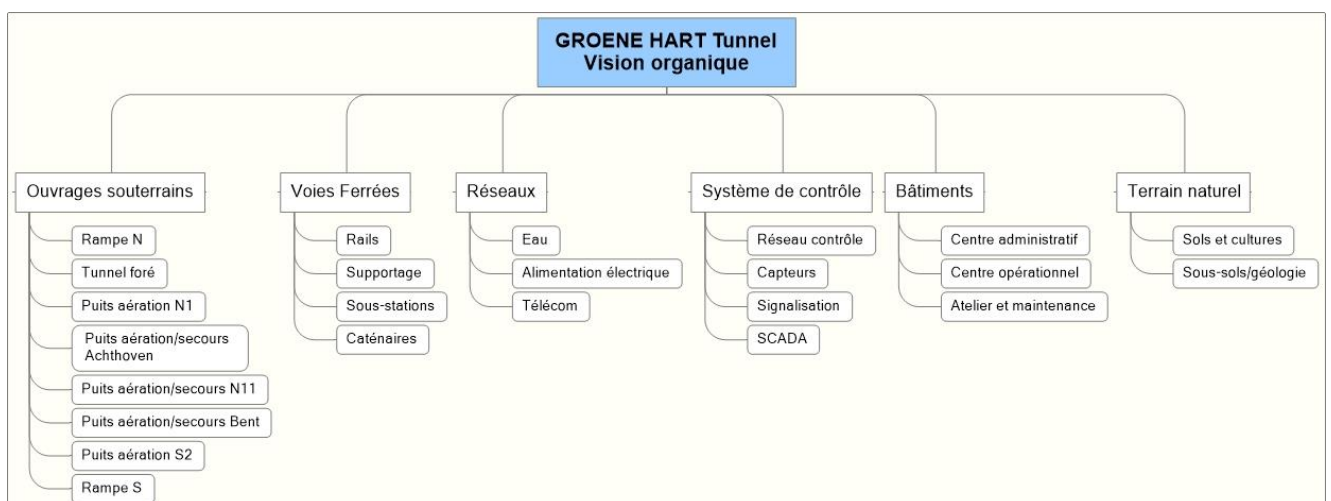 GROENE HART Tunnel
Vision organique
Ouvrages souterrains
Rampe N
Tunnel foré
Puits aération N1
Puits aération/secours
Achthoven
Puits aération/secours N11
Puits aération/secours Bent
Puits aération S2
Rampe S
Voies Ferrées
Rails
Supportage
Sous-stations
Caténaires
Réseaux
Eau
Alimentation électrique
Télécom
Système de contrôle
Réseau contrôle
Capteurs
Signalisation
SCADA
Bâtiments
Centre administratif
Centre opérationnel
Atelier et maintenance
Terrain naturel
Sols et cultures
Sous-sols/géologie